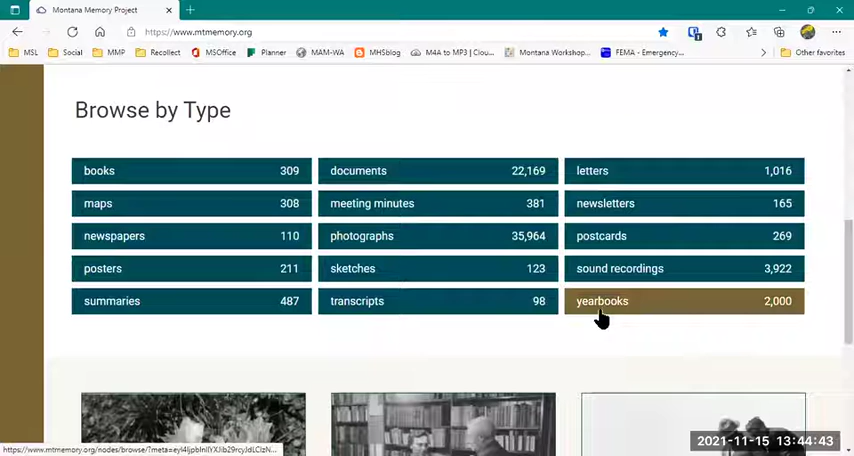 Montana Memory Project
https://www.mtmemory.org
MSL Social MMP Recollect MSOffice Planner MAM-WA MHSblog M4A to MP3 | Clou... Montana Workshop... FEMA - Emergency... Other favorites
Browse by Type
books 309 documents 22,169 letters 1,016
maps 308 meeting minutes 381 newsletters 165
newspapers 110 photographs 35,964 postcards 269
posters 211 sketches 123 sound recordings 3,922
summaries 487 transcripts 98 yearbooks 2,000
2021-11-15 13:44:43